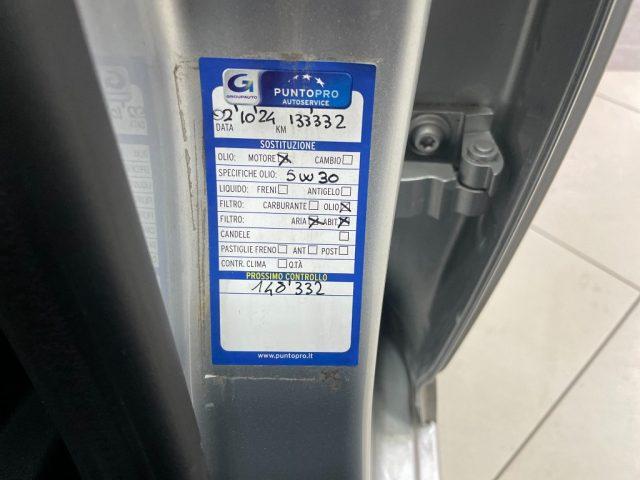 G
GROUPAUTO
PUNTOPRO
AUTOSERVICE
02'10'24 133'332
DATA KM
SOSTITUZIONE
OLIO: MOTORE CAMBIO
SPECIFICHE OLIO: 5W30
LIQUIDO: FRENI ANTIGELO
FILTRO: CARBURANTE OLIO
FILTRO: ARIA ABIT
CANDELE
PASTIGLIE FRENO ANT POST
CONTR. CLIMA Q.TÀ
PROSSIMO CONTROLLO
148'332
www.puntopro.it